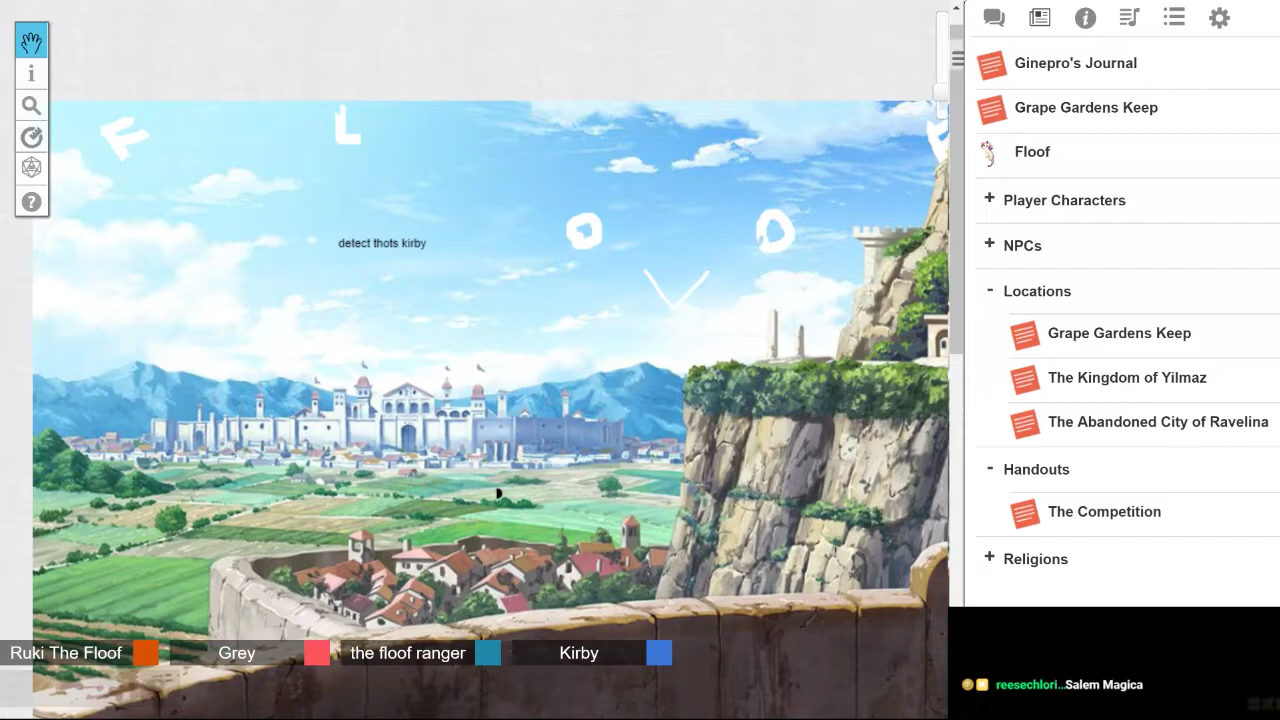 Ginepro's Journal
Grape Gardens Keep
Floof
Player Characters
NPCs
Locations
Grape Gardens Keep
The Kingdom of Yilmaz
The Abandoned City of Ravelina
Handouts
The Competition
Religions
F L O O
detect thots kirby
Ruki The Floof
Grey
the floof ranger
Kirby
reesechlori... Salem Magica